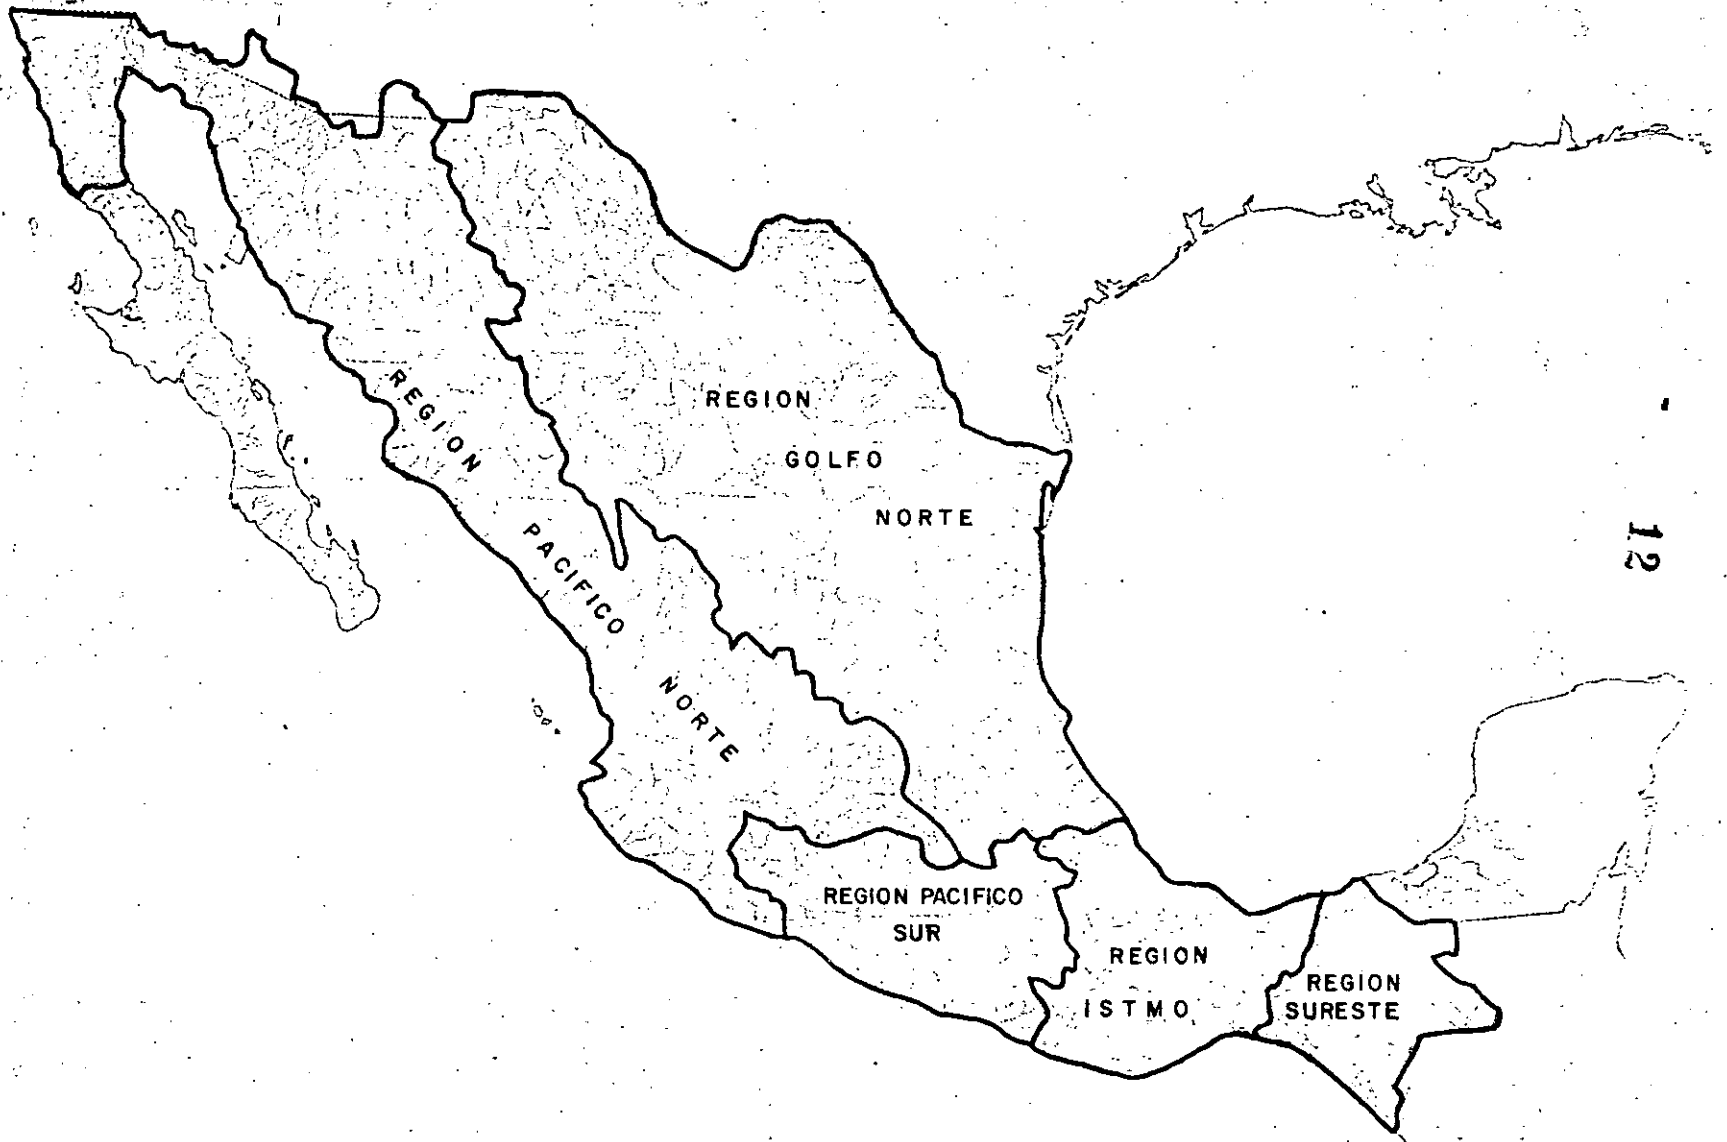 REGION
GOLFO
NORTE
REGION
PACIFICO
NORTE
REGION PACIFICO
SUR
REGION
ISTMO
REGION
SURESTE
12